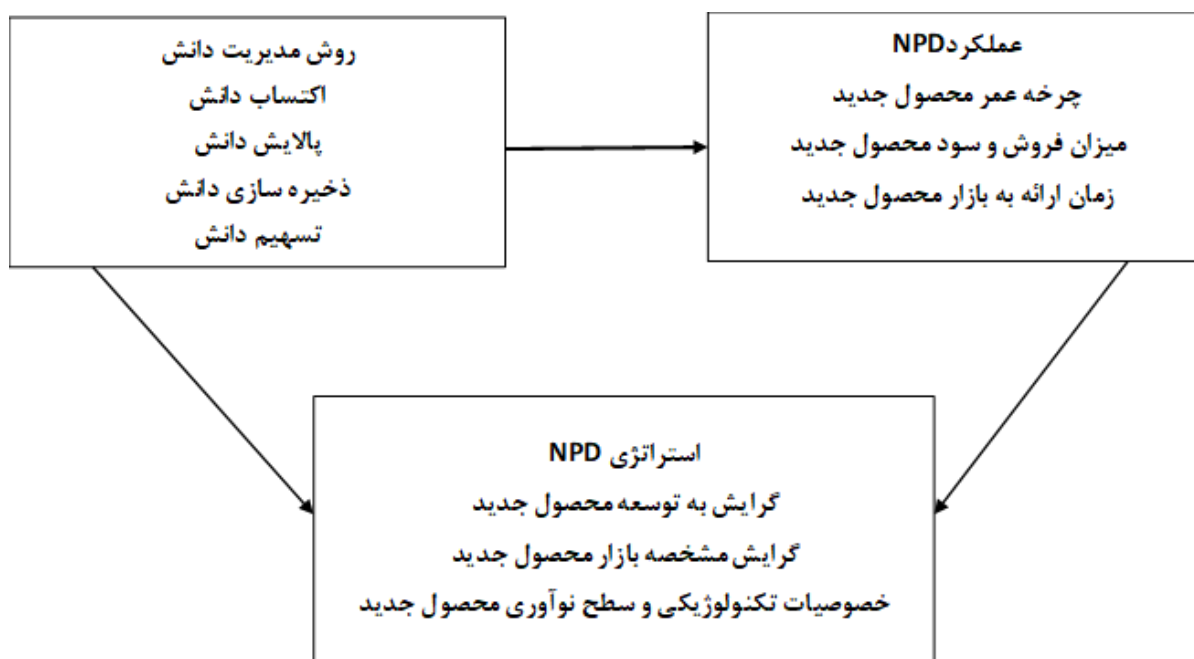 روش مدیریت دانش
اکتساب دانش
پالایش دانش
ذخیره سازی دانش
تسهیم دانش
عملکردNPD
چرخه عمر محصول جدید
میزان فروش و سود محصول جدید
زمان ارائه به بازار محصول جدید
استراتژی NPD
گرایش به توسعه محصول جدید
گرایش مشخصه بازار محصول جدید
خصوصیات تکنولوژیکی و سطح نوآوری محصول جدید